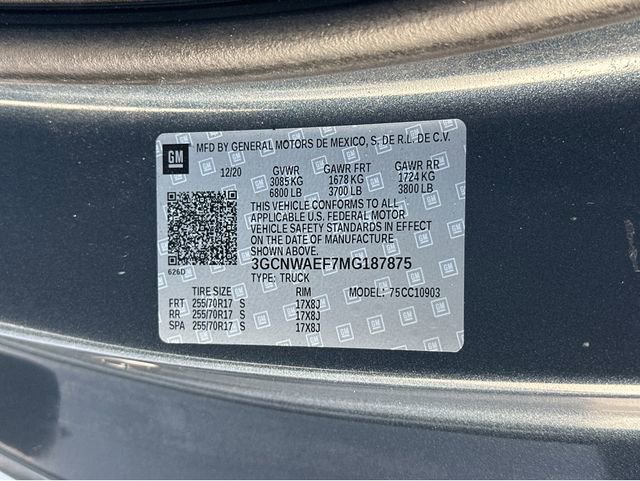 MFD BY GENERAL MOTORS DE MEXICO, S. DE R.L. DE C.V.
GM
12/20 GVWR GAWR FRT GAWR RR
3085 KG 1678 KG 1724 KG
6800 LB 3700 LB 3800 LB
THIS VEHICLE CONFORMS TO ALL
APPLICABLE U.S. FEDERAL MOTOR
VEHICLE SAFETY STANDARDS IN EFFECT
ON THE DATE OF MANUFACTURE
3GCNWAEF7MG187875
626D
TYPE: TRUCK
TIRE SIZE RIM MODEL: 75CC10903
FRT 255/70R17 S 17X8J
RR 255/70R17 S 17X8J
SPA 255/70R17 S 17X8J